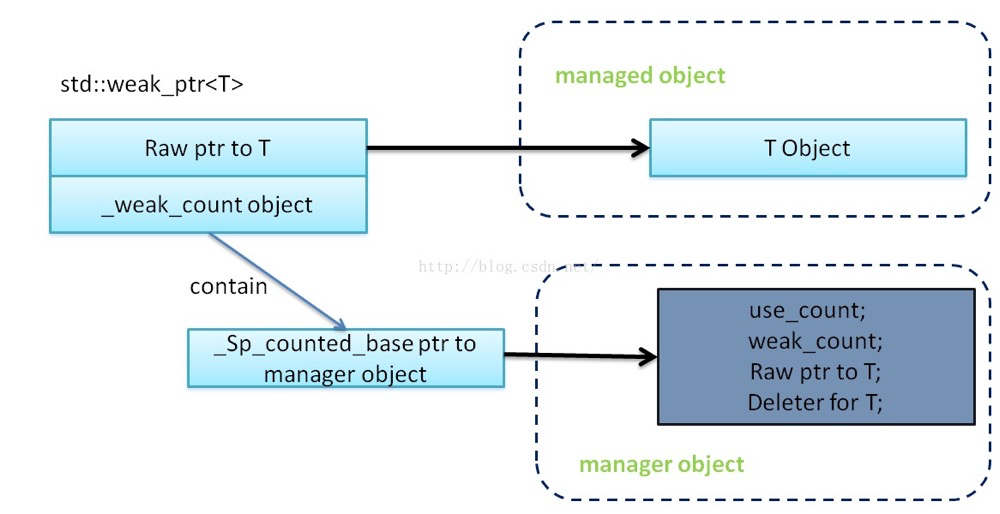 managed object
std::weak_ptr<T>
Raw ptr to T
T Object
_weak_count object
http://blog.csdn.net/
contain
use_count;
weak_count;
Raw ptr to T;
Deleter for T;
_Sp_counted_base ptr to
manager object
manager object